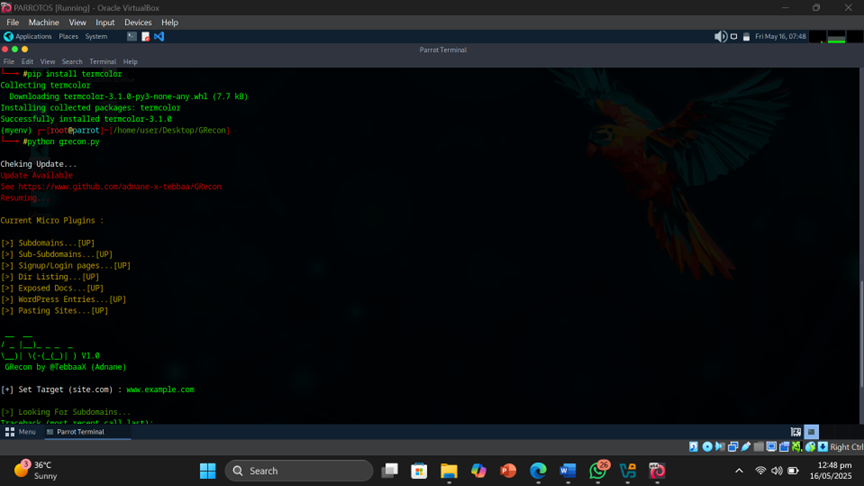 PARROTOS [Running] - Oracle VirtualBox
File Machine View Input Devices Help
Applications Places System
Fri May 16, 07:48
Parrot Terminal
File Edit View Search Terminal Help
#pip install termcolor
Collecting termcolor
Downloading termcolor-3.1.0-py3-none-any.whl (7.7 kB)
Installing collected packages: termcolor
Successfully installed termcolor-3.1.0
(myenv) ┌─[root@parrot]─[/home/user/Desktop/GRecon]
└──╼ #python grecon.py
Cheking Update...
Update Available
See https://www.github.com/adnane-x-tebbaa/GRecon
Resuming.
Current Micro Plugins :
[>] Subdomains...[UP]
[>] Sub-Subdomains...[UP]
[>] Signup/Login pages...[UP]
[>] Dir Listing...[UP]
[>] Exposed Docs...[UP]
[>] WordPress Entries...[UP]
[>] Pasting Sites...[UP]
V1.0
GRecon by @TebbaaX (Adnane)
[+] Set Target (site.com) : www.example.com
[>] Looking For Subdomains...
Traceback (most recent call last):
Menu Parrot Terminal
Right Ctrl
3
36°C
Sunny
Search
26
12:48 pm
16/05/2025